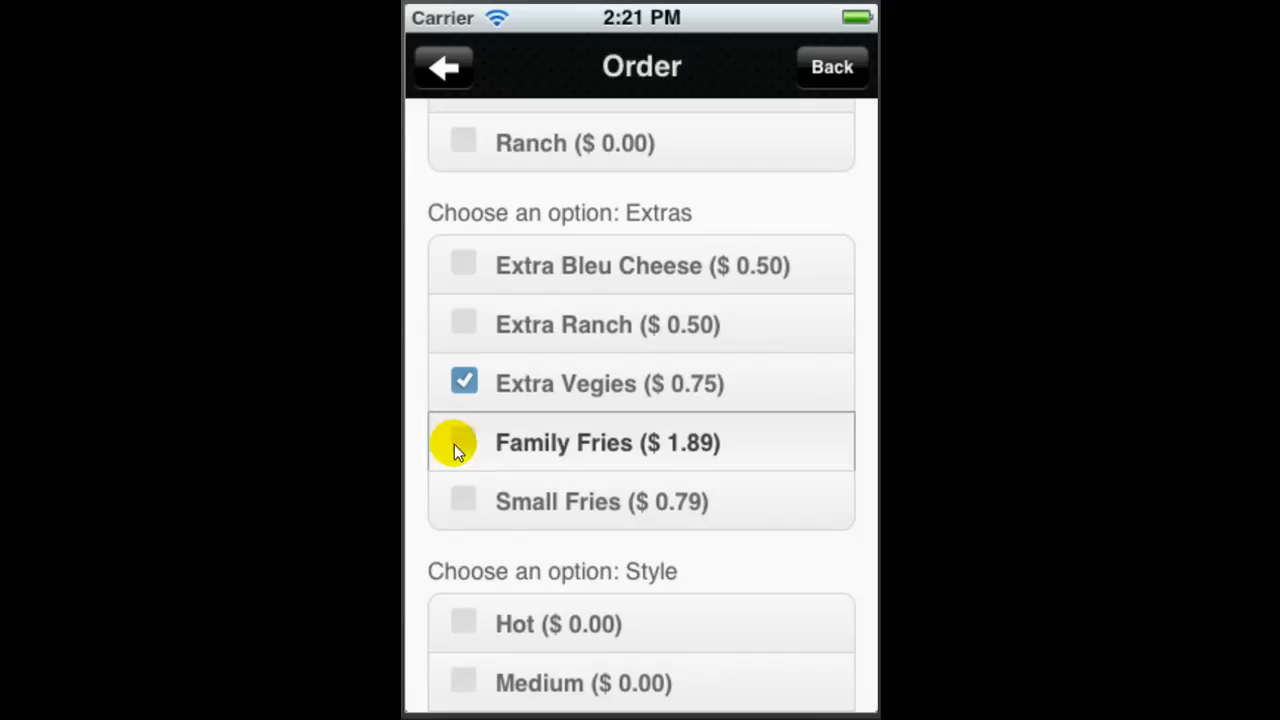 Carrier 2:21 PM
Order Back
Ranch ($ 0.00)
Choose an option: Extras
Extra Bleu Cheese ($ 0.50)
Extra Ranch ($ 0.50)
Extra Vegies ($ 0.75)
Family Fries ($ 1.89)
Small Fries ($ 0.79)
Choose an option: Style
Hot ($ 0.00)
Medium ($ 0.00)